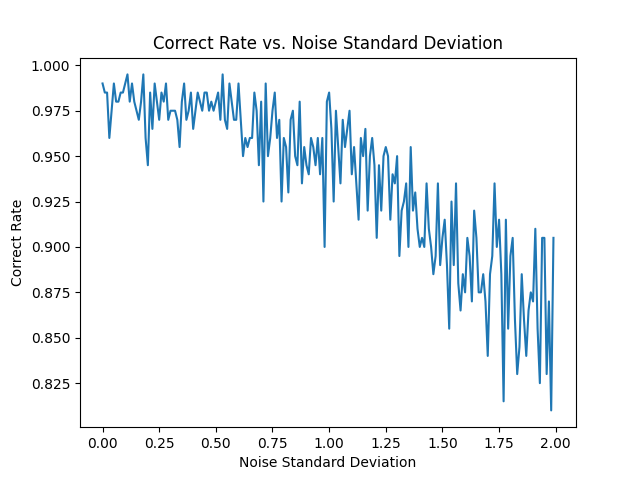 Correct Rate vs. Noise Standard Deviation
1.000
0.975
0.950
0.925
0.900
0.875
0.850
0.825
Correct Rate
0.00 0.25 0.50 0.75 1.00 1.25 1.50 1.75 2.00
Noise Standard Deviation